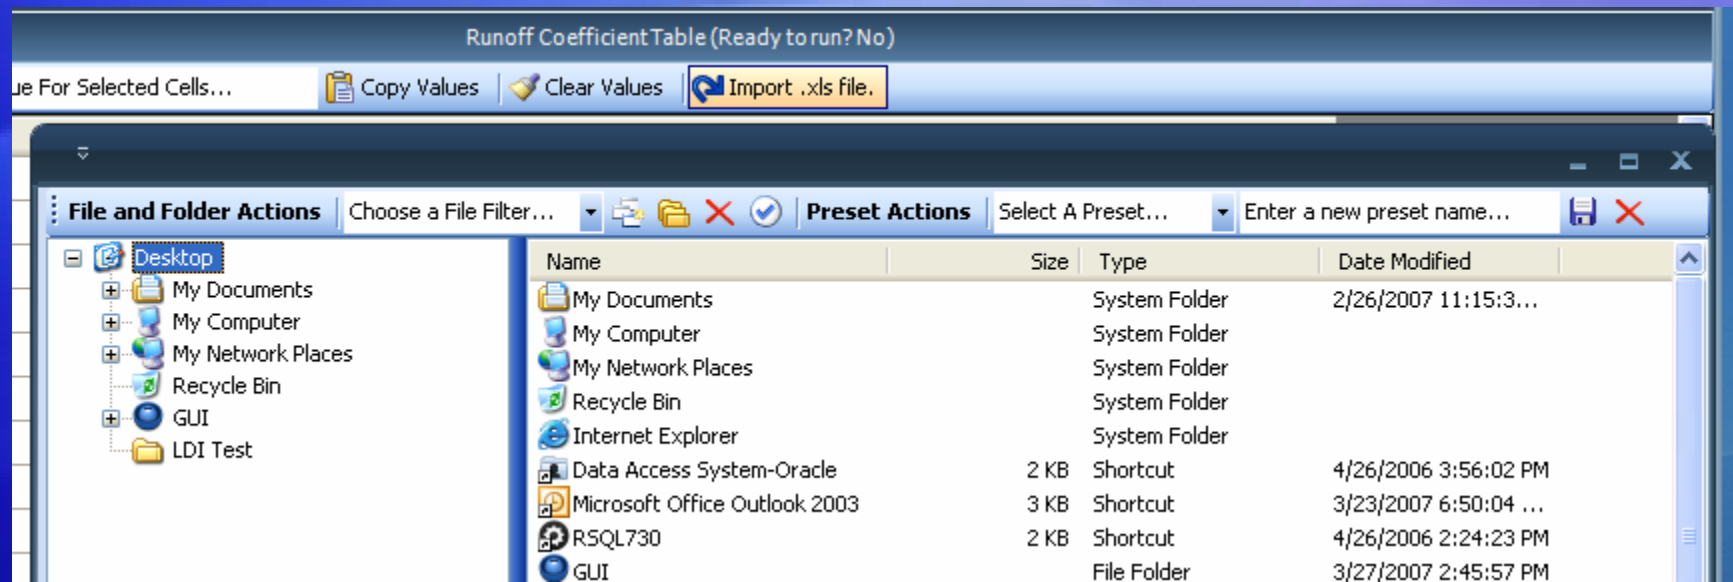 Runoff Coefficient Table (Ready to run? No)
ue For Selected Cells... Copy Values Clear Values Import .xls file.
File and Folder Actions Choose a File Filter... Preset Actions Select A Preset... Enter a new preset name...
Desktop
My Documents
My Computer
My Network Places
Recycle Bin
GUI
LDI Test
Name Size Type Date Modified
My Documents System Folder 2/26/2007 11:15:3...
My Computer System Folder
My Network Places System Folder
Recycle Bin System Folder
Internet Explorer System Folder
Data Access System-Oracle 2 KB Shortcut 4/26/2006 3:56:02 PM
Microsoft Office Outlook 2003 3 KB Shortcut 3/23/2007 6:50:04 ...
RSQL730 2 KB Shortcut 4/26/2006 2:24:23 PM
GUI File Folder 3/27/2007 2:45:57 PM